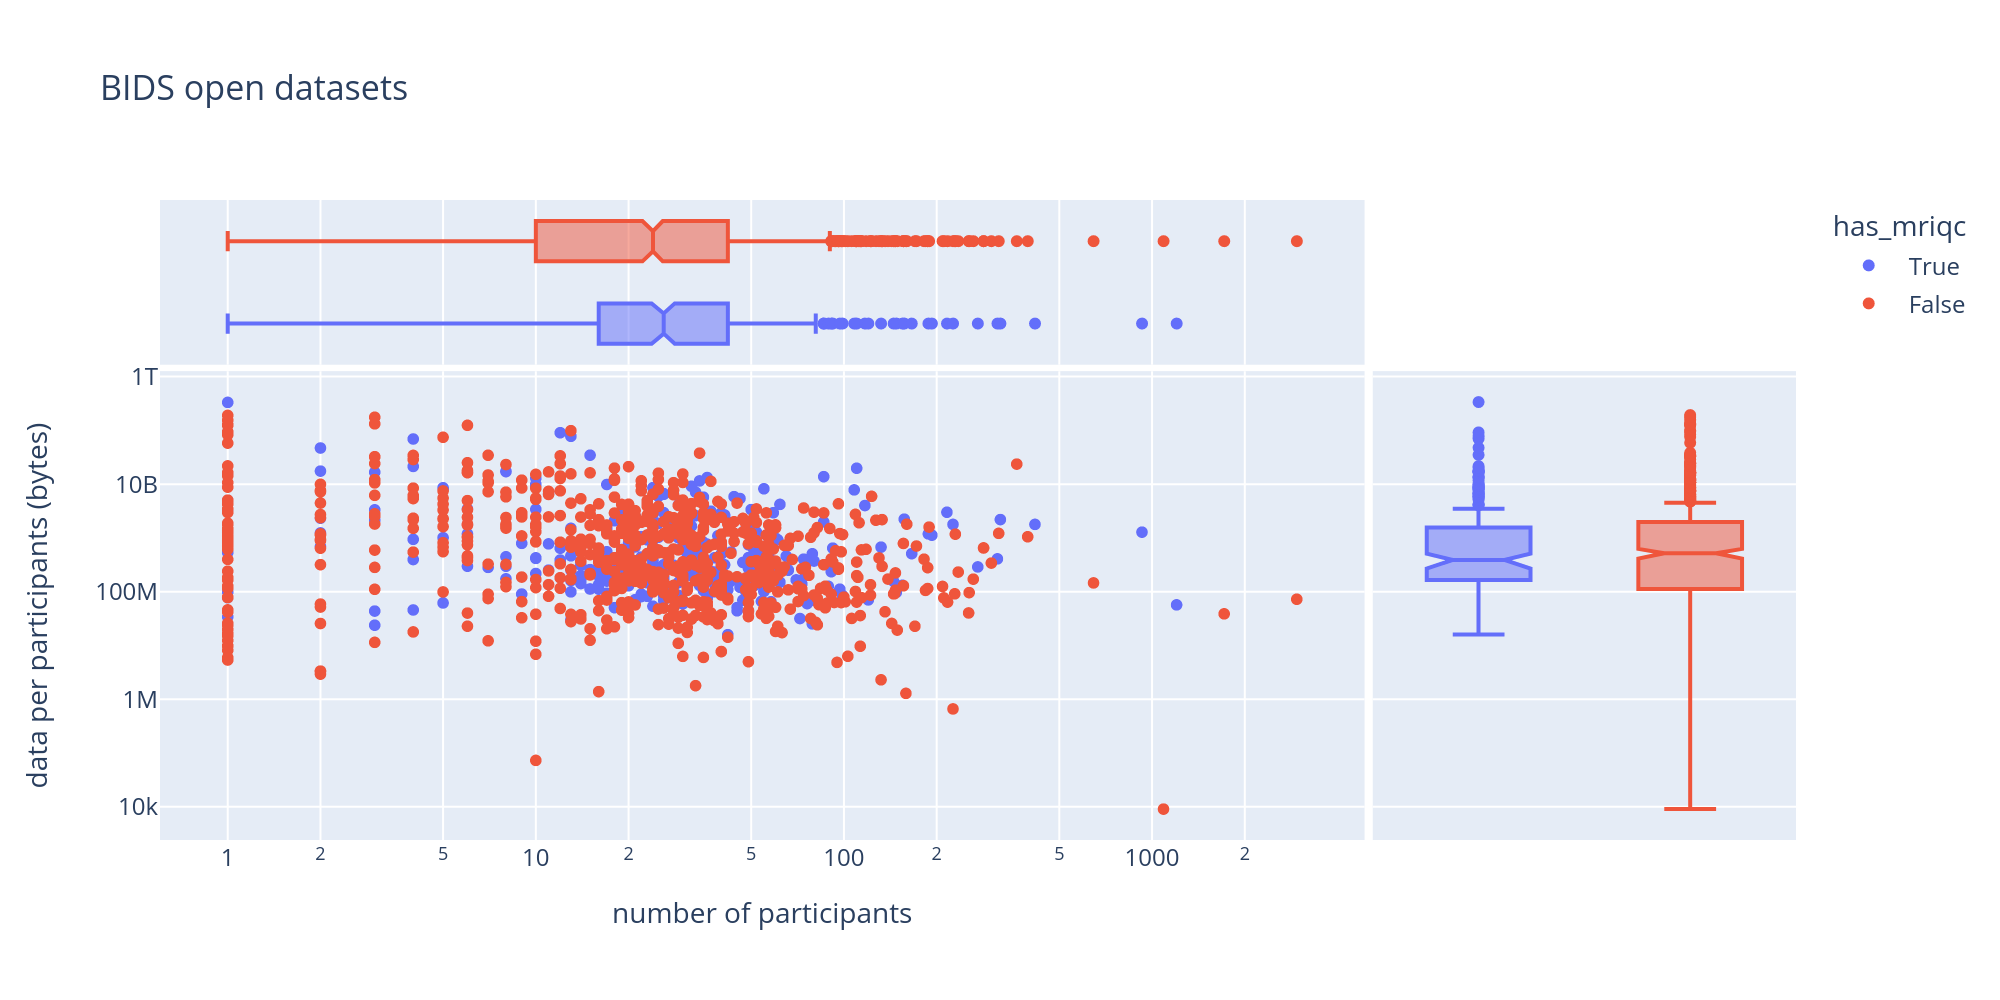 BIDS open datasets
has_mriqc
True
False
1T
10B
100M
1M
10k
data per participants (bytes)
1 2 5 10 2 5 100 2 5 1000 2
number of participants